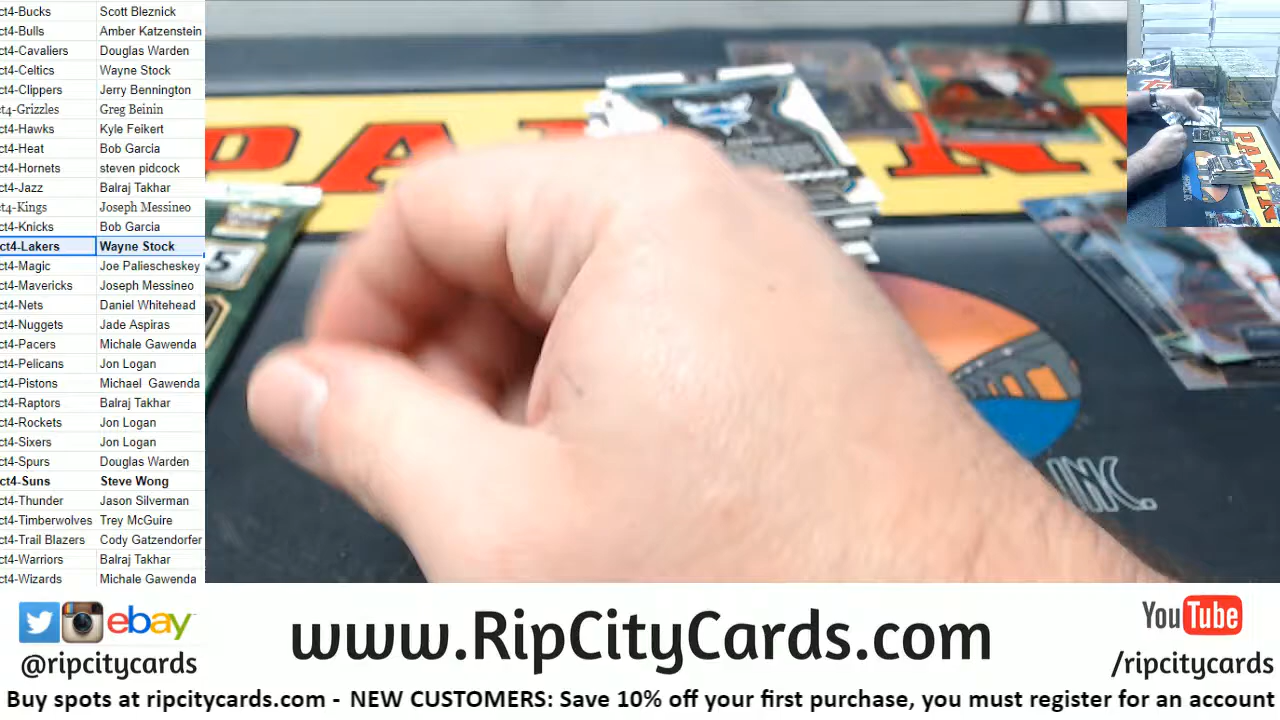 ct4-Bucks Scott Bleznick
ct4-Bulls Amber Katzenstein
ct4-Cavaliers Douglas Warden
ct4-Celtics Wayne Stock
ct4-Clippers Jerry Bennington
ct4-Grizzles Greg Beinin
ct4-Hawks Kyle Feikert
ct4-Heat Bob Garcia
ct4-Hornets steven pidcock
ct4-Jazz Balraj Takhar
ct4-Kings Joseph Messineo
ct4-Knicks Bob Garcia
ct4-Lakers Wayne Stock
ct4-Magic Joe Paliescheskey
ct4-Mavericks Joseph Messineo
ct4-Nets Daniel Whitehead
ct4-Nuggets Jade Aspiras
ct4-Pacers Michale Gawenda
ct4-Pelicans Jon Logan
ct4-Pistons Michael Gawenda
ct4-Raptors Balraj Takhar
ct4-Rockets Jon Logan
ct4-Sixers Jon Logan
ct4-Spurs Douglas Warden
ct4-Suns Steve Wong
ct4-Thunder Jason Silverman
ct4-Timberwolves Trey McGuire
ct4-Trail Blazers Cody Gatzendorfer
ct4-Warriors Balraj Takhar
ct4-Wizards Michale Gawenda
PANINI
5
INC.
PANINI
ebay
@ripcitycards
www.RipCityCards.com
YouTube
/ripcitycards
Buy spots at ripcitycards.com - NEW CUSTOMERS: Save 10% off your first purchase, you must register for an account